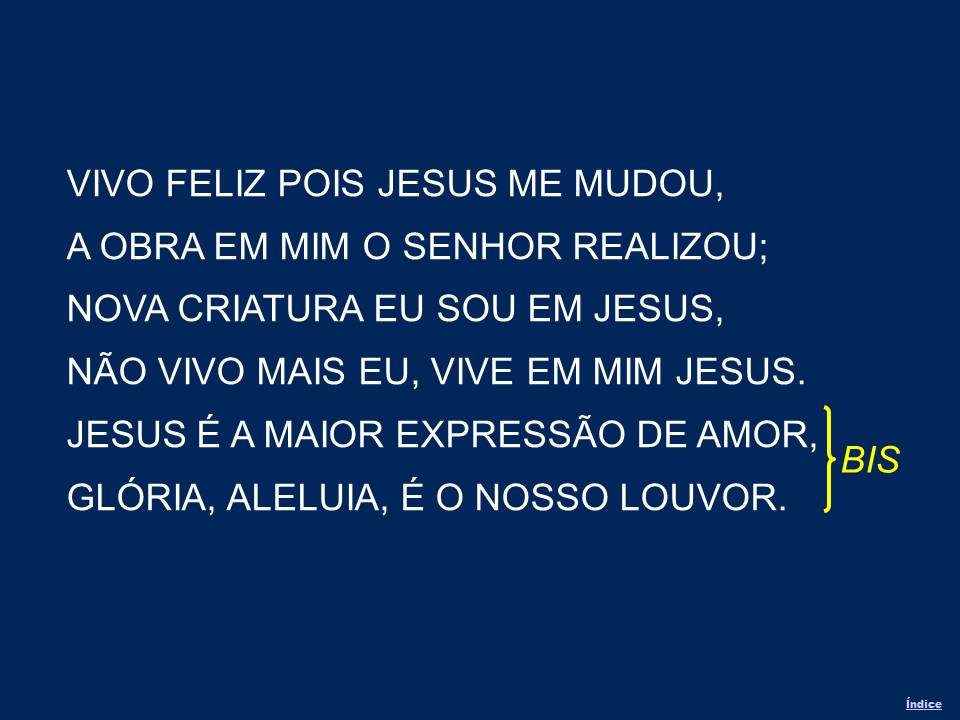 VIVO FELIZ POIS JESUS ME MUDOU,
A OBRA EM MIM O SENHOR REALIZOU;
NOVA CRIATURA EU SOU EM JESUS,
NÃO VIVO MAIS EU, VIVE EM MIM JESUS.
JESUS É A MAIOR EXPRESSÃO DE AMOR,
GLÓRIA, ALELUIA, É O NOSSO LOUVOR.
BIS
Índice